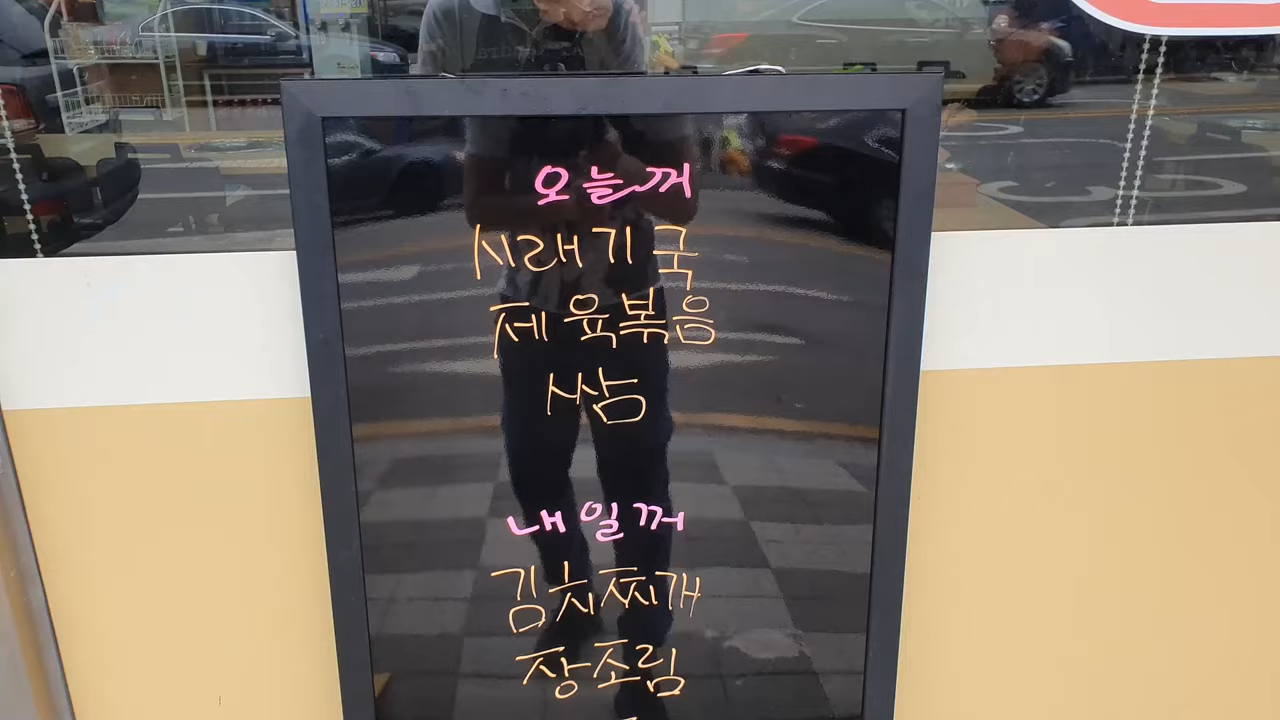 오늘꺼
시래기국
제육볶음
쌈
내일꺼
김치찌개
장조림